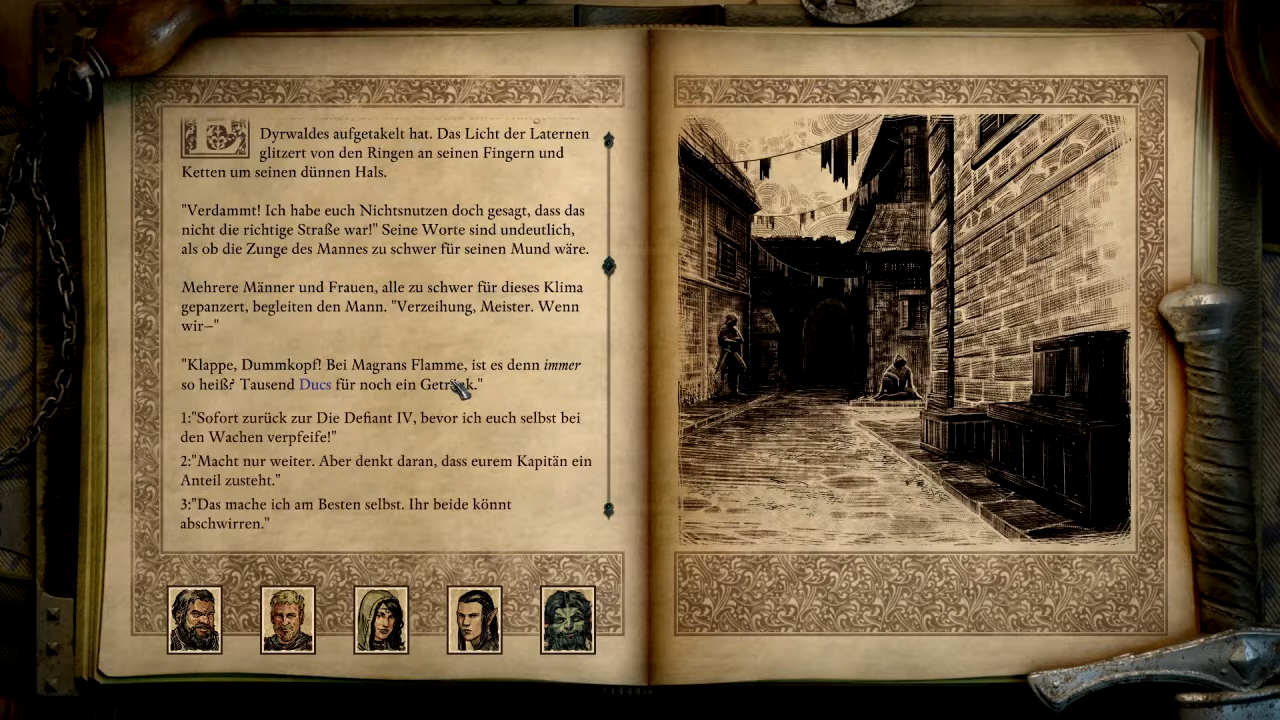 Dyrwaldes aufgetakelt hat. Das Licht der Laternen
glitzert von den Ringen an seinen Fingern und
Ketten um seinen dünnen Hals.
"Verdammt! Ich habe euch Nichtsnutzen doch gesagt, dass das
nicht die richtige Straße war!" Seine Worte sind undeutlich,
als ob die Zunge des Mannes zu schwer für seinen Mund wäre.
Mehrere Männer und Frauen, alle zu schwer für dieses Klima
gepanzert, begleiten den Mann. "Verzeihung, Meister. Wenn
wir—"
"Klappe, Dummkopf! Bei Magrans Flamme, ist es denn immer
so heiß? Tausend Ducs für noch ein Getränk."
1:"Sofort zurück zur Die Defiant IV, bevor ich euch selbst bei
den Wachen verpfeife!"
2:"Macht nur weiter. Aber denkt daran, dass eurem Kapitän ein
Anteil zusteht."
3:"Das mache ich am Besten selbst. Ihr beide könnt
abschwirren."